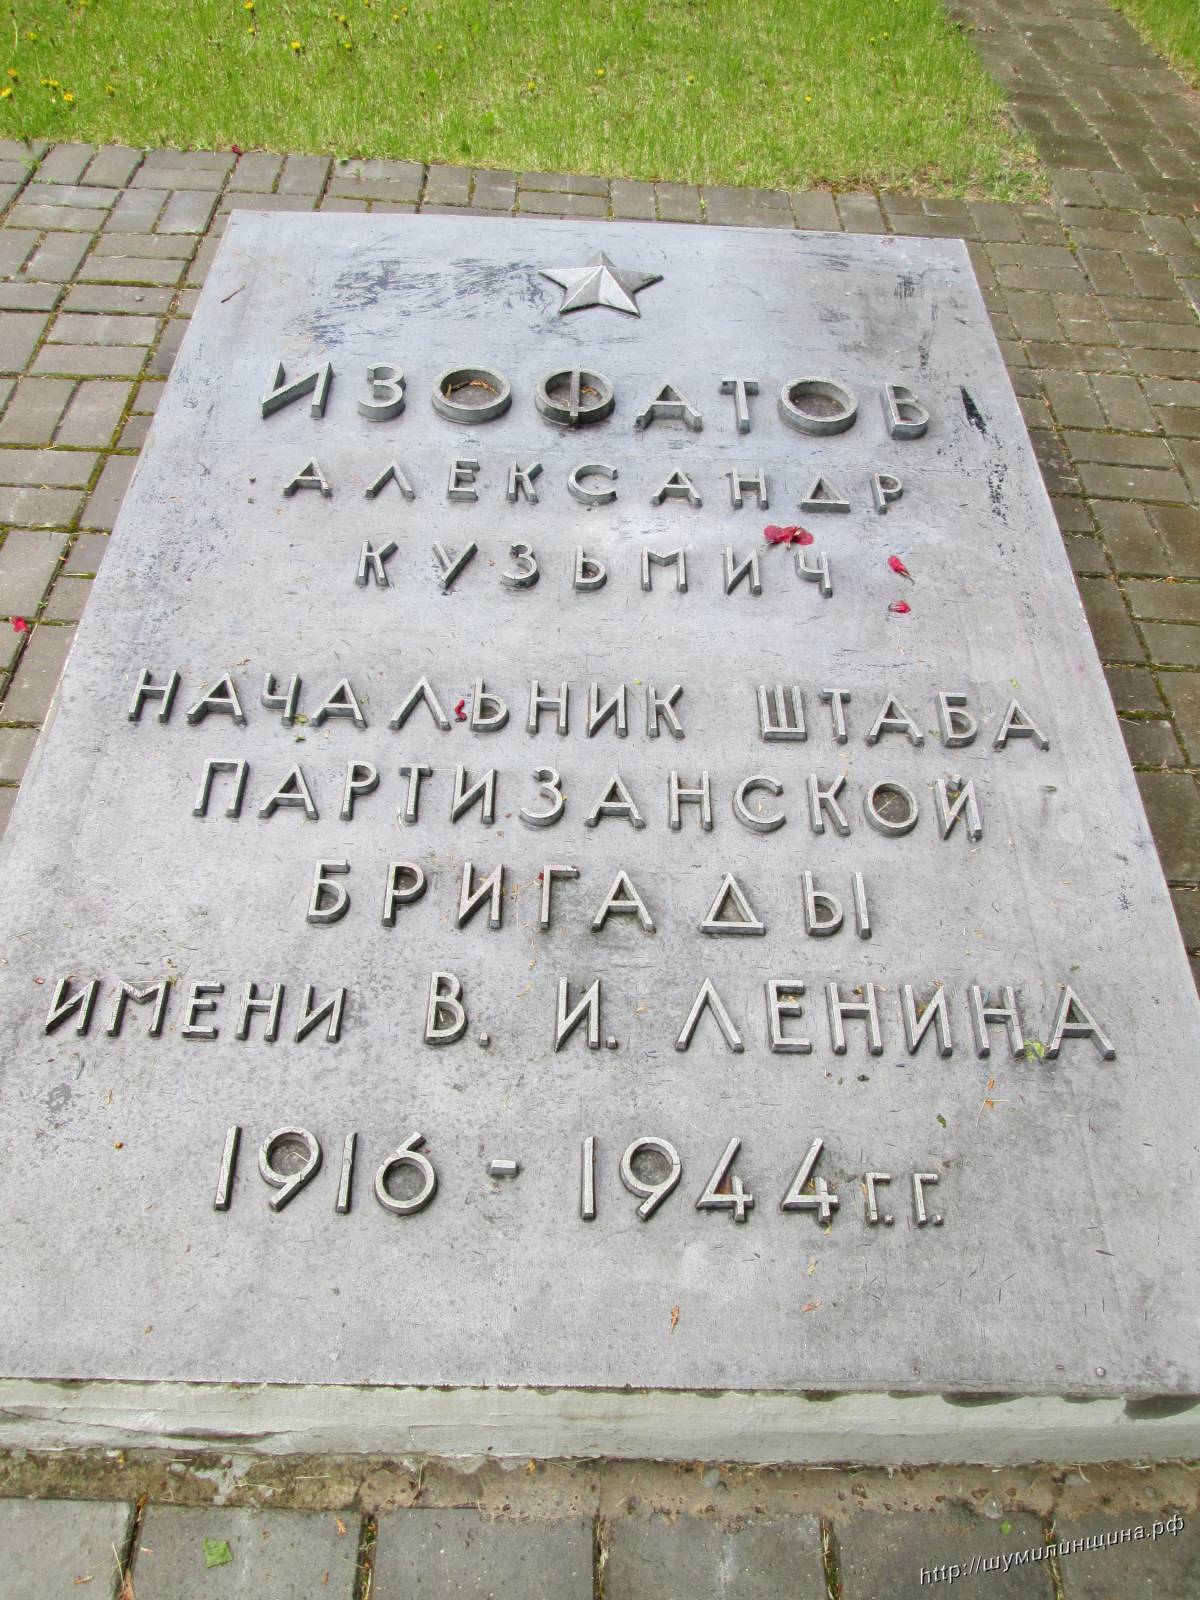 ИЗОФАТОВ
АЛЕКСАНДР
КУЗЬМИЧ
НАЧАЛЬНИК ШТАБА
ПАРТИЗАНСКОЙ
БРИГАДЫ
ИМЕНИ В. И. ЛЕНИНА
1916 - 1944 г.г.
http://шумилинщина.рф